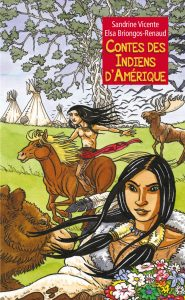 Sandrine Vicente
Elsa Briongos-Renaud
CONTES DES
INDIENS
D'AMÉRIQUE